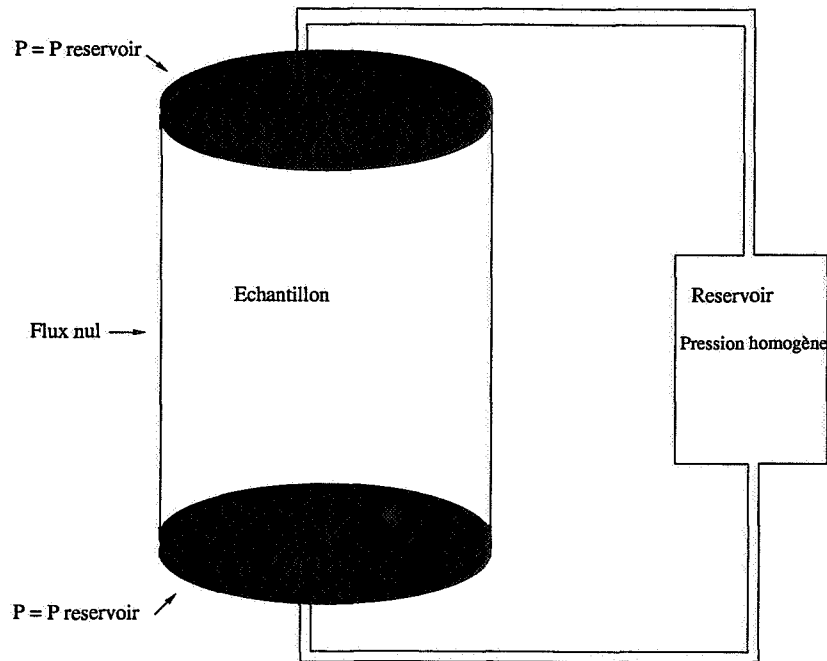 P = P reservoir
Echantillon
Reservoir
Flux nul
Pression homogène
P = P reservoir